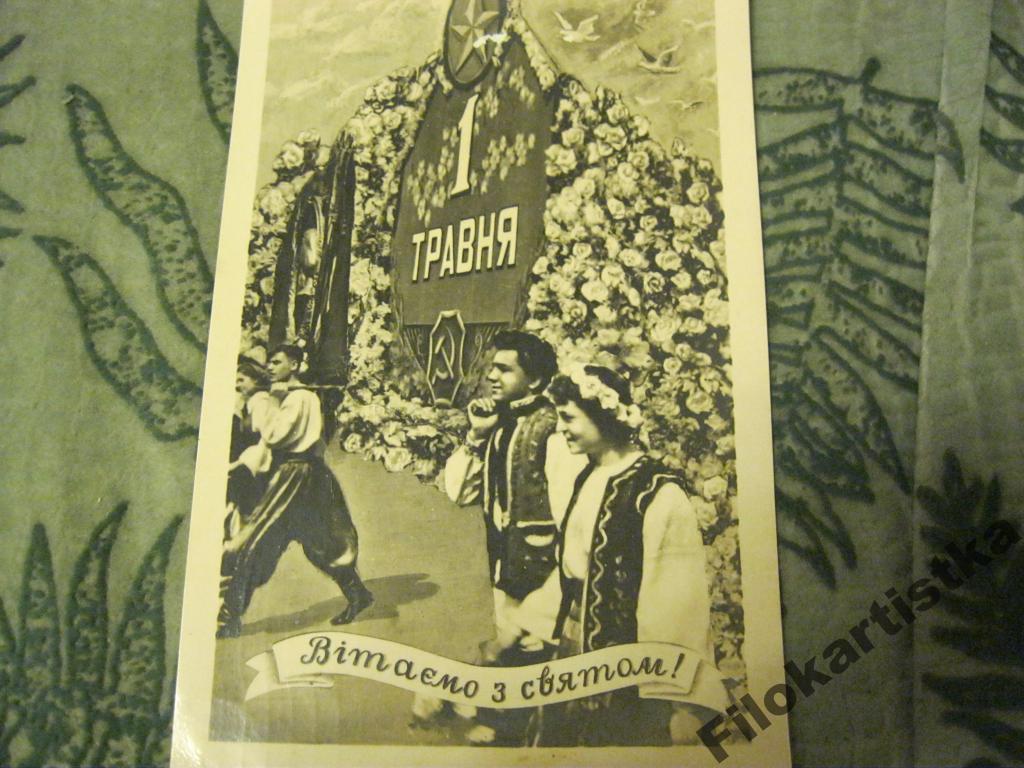 1
ТРАВНЯ
Вітаємо з святом!
Filokartistka